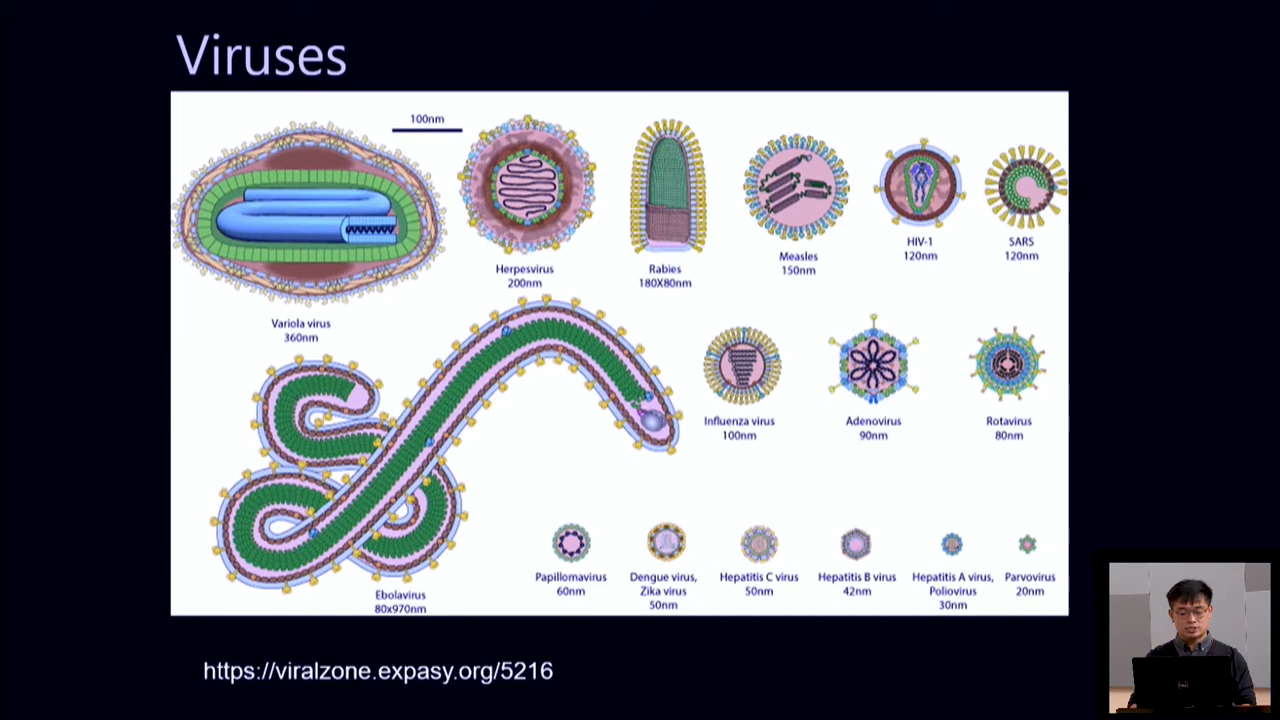 Viruses
100nm
Variola virus
360nm
Herpesvirus
200nm
Rabies
180X80nm
Measles
150nm
HIV-1
120nm
SARS
120nm
Ebolavirus
80x970nm
Influenza virus
100nm
Adenovirus
90nm
Rotavirus
80nm
Papillomavirus
60nm
Dengue virus,
Zika virus
50nm
Hepatitis C virus
50nm
Hepatitis B virus
42nm
Hepatitis A virus,
Poliovirus
30nm
Parvovirus
20nm
https://viralzone.expasy.org/5216